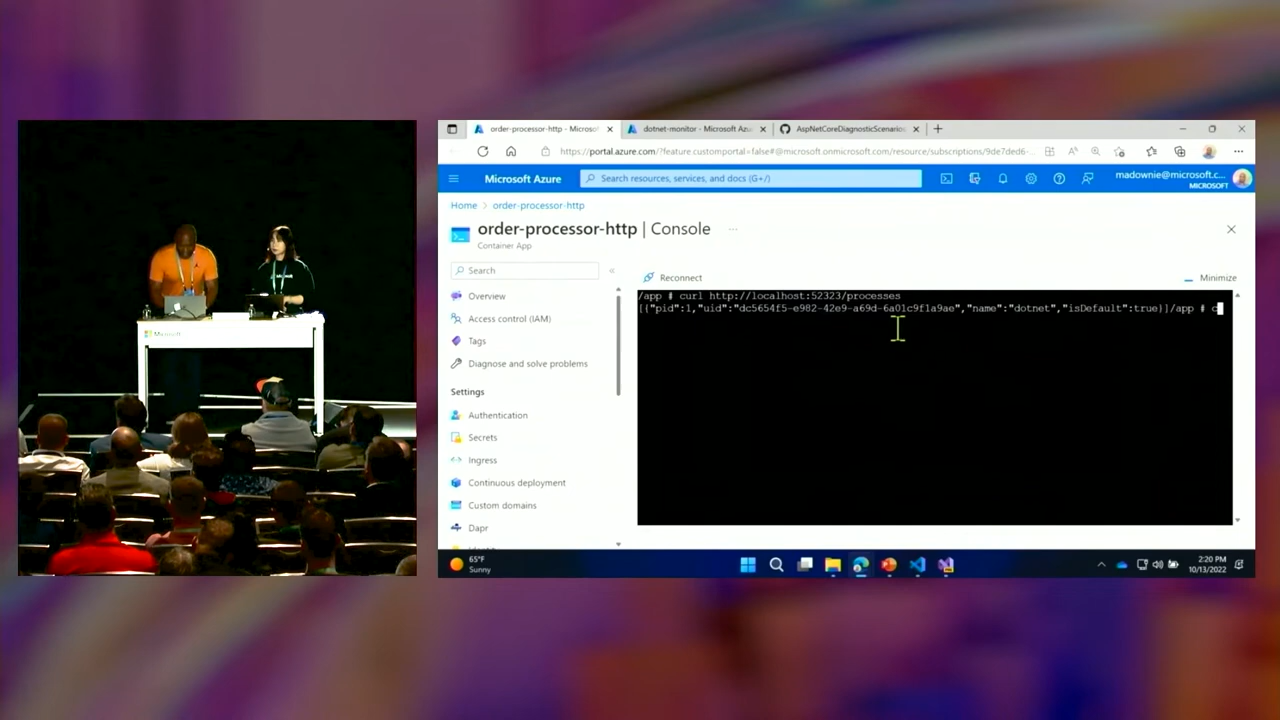 Microsoft
order-processor-http - Microsof
dotnet-monitor - Microsoft Azu
AspNetCoreDiagnosticScenarios
https://portal.azure.com/?feature.customportal=false#@microsoft.onmicrosoft.com/resource/subscriptions/9de7ded6-...
Microsoft Azure
Search resources, services, and docs (G+/)
madownie@microsoft.c...
MICROSOFT
Home > order-processor-http
order-processor-http | Console
...
Container App
Search
Reconnect
Minimize
Overview
Access control (IAM)
Tags
Diagnose and solve problems
Settings
Authentication
Secrets
Ingress
Continuous deployment
Custom domains
Dapr
/app # curl http://localhost:52323/processes
[{"pid":1,"uid":"dc5654f5-e982-42e9-a69d-6a01c9f1a9ae","name":"dotnet","isDefault":true}]/app # c
65°F
Sunny
2:20 PM
10/13/2022